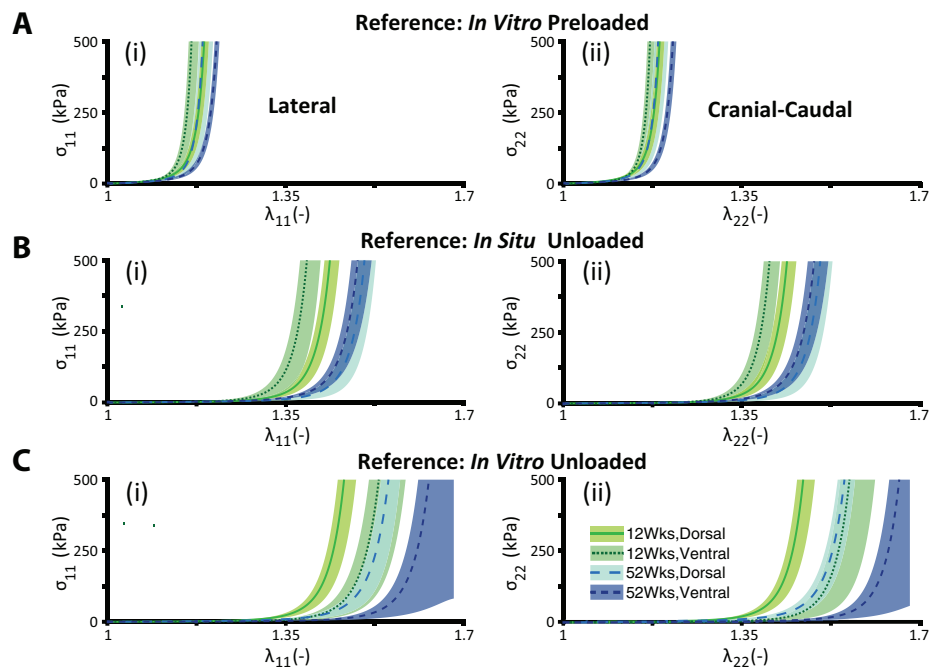 A
Reference: In Vitro Preloaded
(i)
Lateral
σ11 (kPa)
500
250
0
1
1.35
1.7
λ11(-)
(ii)
Cranial-Caudal
σ22 (kPa)
500
250
0
1
1.35
1.7
λ22(-)
B
Reference: In Situ Unloaded
(i)
σ11 (kPa)
500
250
0
1
1.35
1.7
λ11(-)
(ii)
σ22 (kPa)
500
250
0
1
1.35
1.7
λ22(-)
C
Reference: In Vitro Unloaded
(i)
σ11 (kPa)
500
250
0
1
1.35
1.7
λ11(-)
(ii)
12Wks,Dorsal
12Wks,Ventral
52Wks,Dorsal
52Wks,Ventral
σ22 (kPa)
500
250
0
1
1.35
1.7
λ22(-)